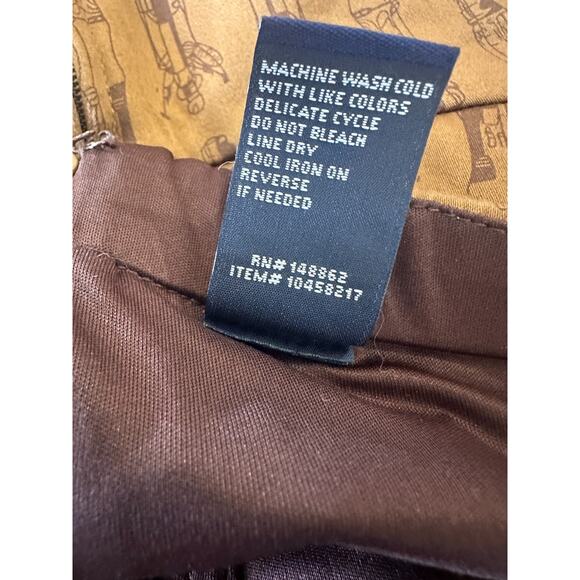 MACHINE WASH COLD
WITH LIKE COLORS
DELICATE CYCLE
DO NOT BLEACH
LINE DRY
COOL IRON ON
REVERSE
IF NEEDED
RN# 148862
ITEM# 10458217